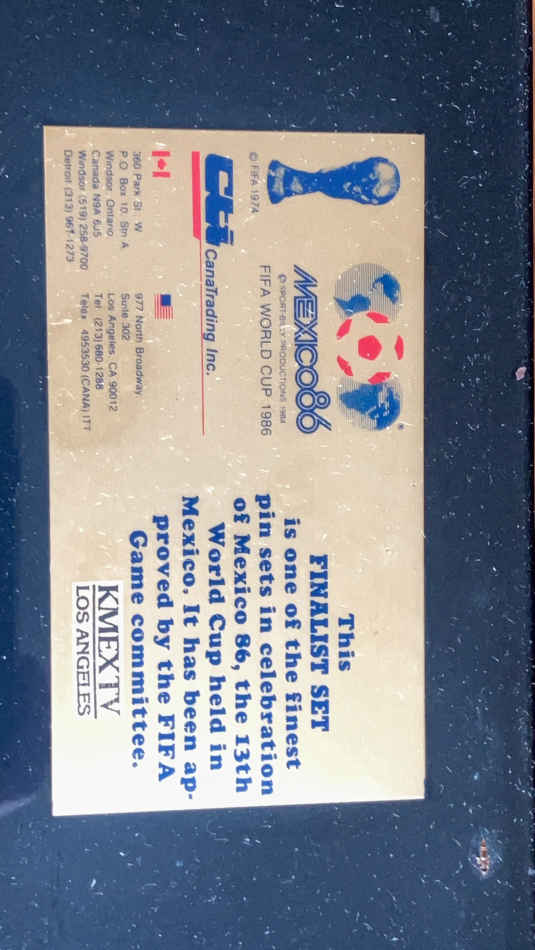 © FIFA 1974
MEXICO86
© SPORT-BILLY PRODUCTIONS 1984
FIFA WORLD CUP 1986
CTI
CanaTrading Inc.
360 Park St. W.
P.O. Box 10, Stn A
Windsor, Ontario
Canada N9A 6J5
Windsor (519) 258-9700
Detroit (313) 961-1273
977 North Broadway
Suite 302
Los Angeles, CA 90012
Tel: (213) 680-1288
Telex 4953530 (CANA) ITT
This
FINALIST SET
is one of the finest
pin sets in celebration
of Mexico 86, the 13th
World Cup held in
Mexico. It has been ap-
proved by the FIFA
Game committee.
KMEX TV
LOS ANGELES